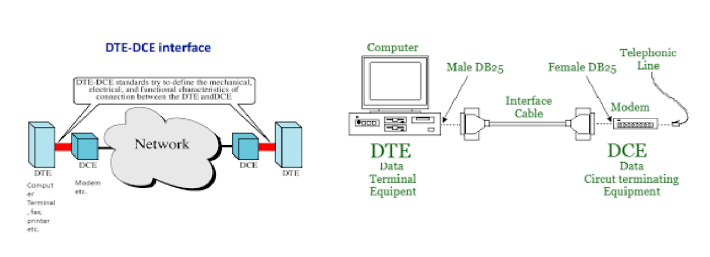 DTE-DCE interface
DTE-DCE standards try to define the mechanical,
electrical, and functional characteristics of
connection between the DTE andDCE
Network
DTE
DCE
DCE
DTE
Comput
er
Terminal
, fax,
printer
etc.
Modem
etc.
Computer
Male DB25
Female DB25
Telephonic
Line
Interface
Cable
Modem
DTE
Data
Terminal
Equipent
DCE
Data
Circut terminating
Equipment